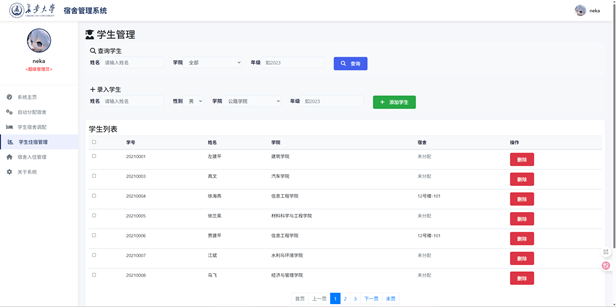 长安大学 宿舍管理系统
neka
neka
<超级管理员>
系统主页
自动分配宿舍
学生宿舍调配
学生住宿管理
宿舍入住管理
关于系统
学生管理
查询学生
姓名 请输入姓名 学院 全部 年级 如2023 查询
录入学生
姓名 请输入姓名 性别 男 学院 公路学院 年级 如2023 添加学生
学生列表
学号 姓名 学院 宿舍 操作
20210001 左建平 建筑学院 未分配 删除
20210003 高文 汽车学院 未分配 删除
20210004 徐海燕 信息工程学院 12号楼-101 删除
20210005 张兰英 材料科学与工程学院 未分配 删除
20210006 贾建平 信息工程学院 12号楼-101 删除
20210007 江斌 水利与环境学院 未分配 删除
20210008 马飞 经济与管理学院 未分配 删除
首页 上一页 1 2 3 下一页 末页